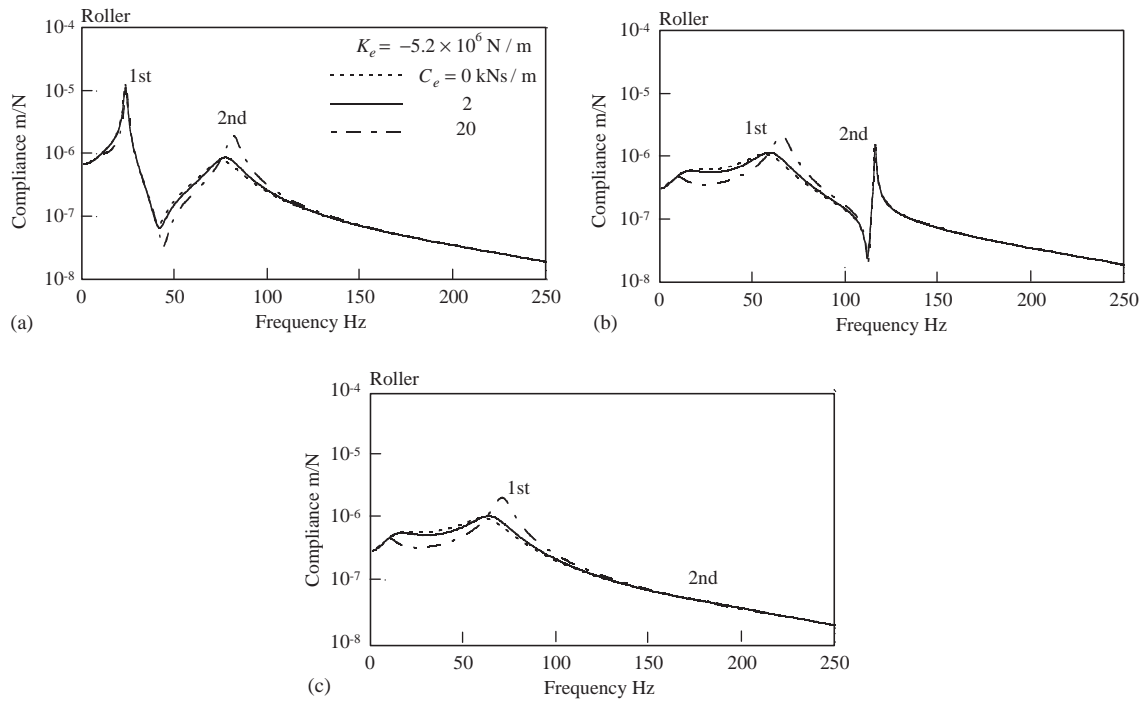 Roller
10-4
10-5
10-6
10-7
10-8
Compliance m/N
1st
2nd
Ke = −5.2 × 10⁶ N / m
Ce = 0 kNs / m
2
20
0 50 100 150 200 250
Frequency Hz
(a)
Roller
10-4
10-5
10-6
10-7
10-8
Compliance m/N
1st
2nd
0 50 100 150 200 250
Frequency Hz
(b)
Roller
10-4
10-5
10-6
10-7
10-8
Compliance m/N
1st
2nd
0 50 100 150 200 250
Frequency Hz
(c)